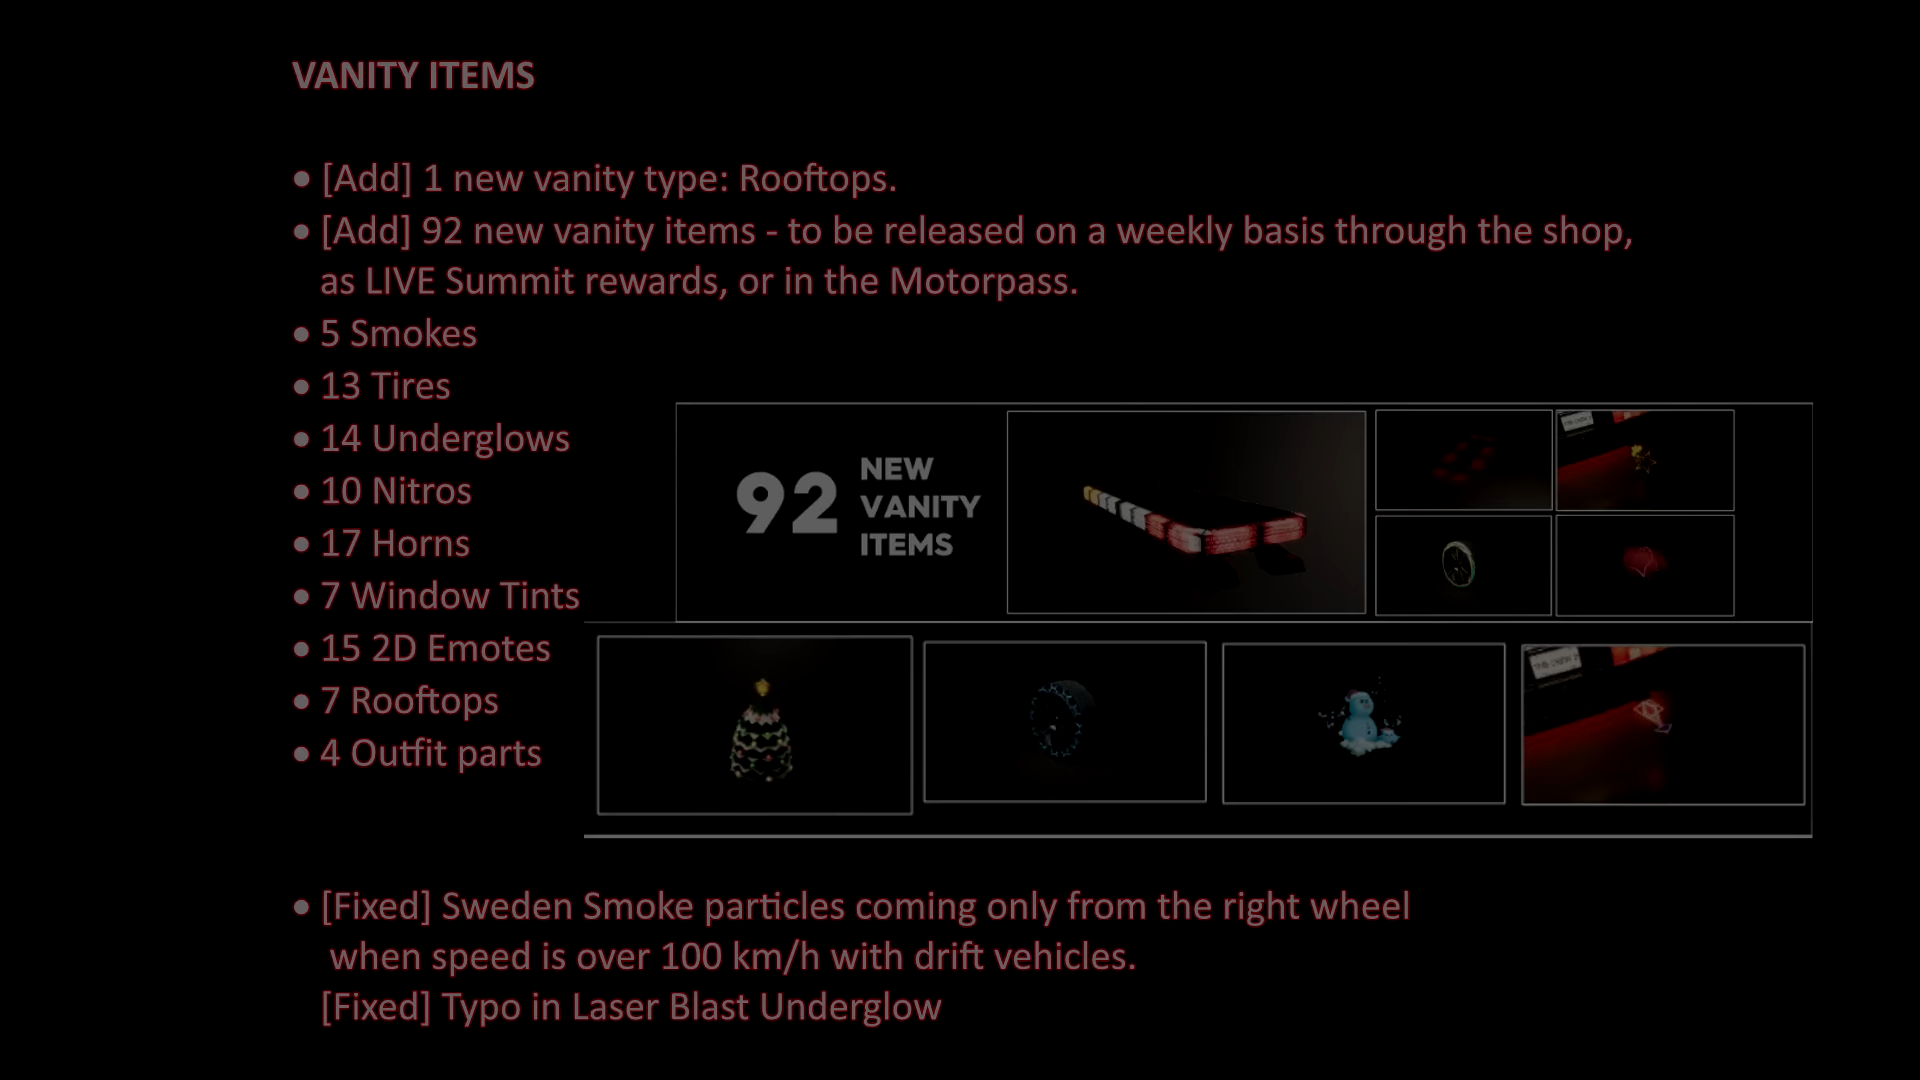 VANITY ITEMS
• [Add] 1 new vanity type: Rooftops.
• [Add] 92 new vanity items - to be released on a weekly basis through the shop,
as LIVE Summit rewards, or in the Motorpass.
• 5 Smokes
• 13 Tires
• 14 Underglows
• 10 Nitros
• 17 Horns
• 7 Window Tints
• 15 2D Emotes
• 7 Rooftops
• 4 Outfit parts
92
NEW
VANITY
ITEMS
• [Fixed] Sweden Smoke particles coming only from the right wheel
when speed is over 100 km/h with drift vehicles.
[Fixed] Typo in Laser Blast Underglow